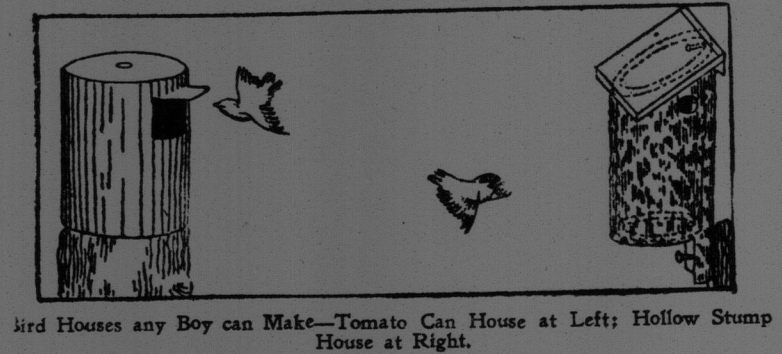 Bird Houses any Boy can Make—Tomato Can House at Left; Hollow Stump
House at Right.